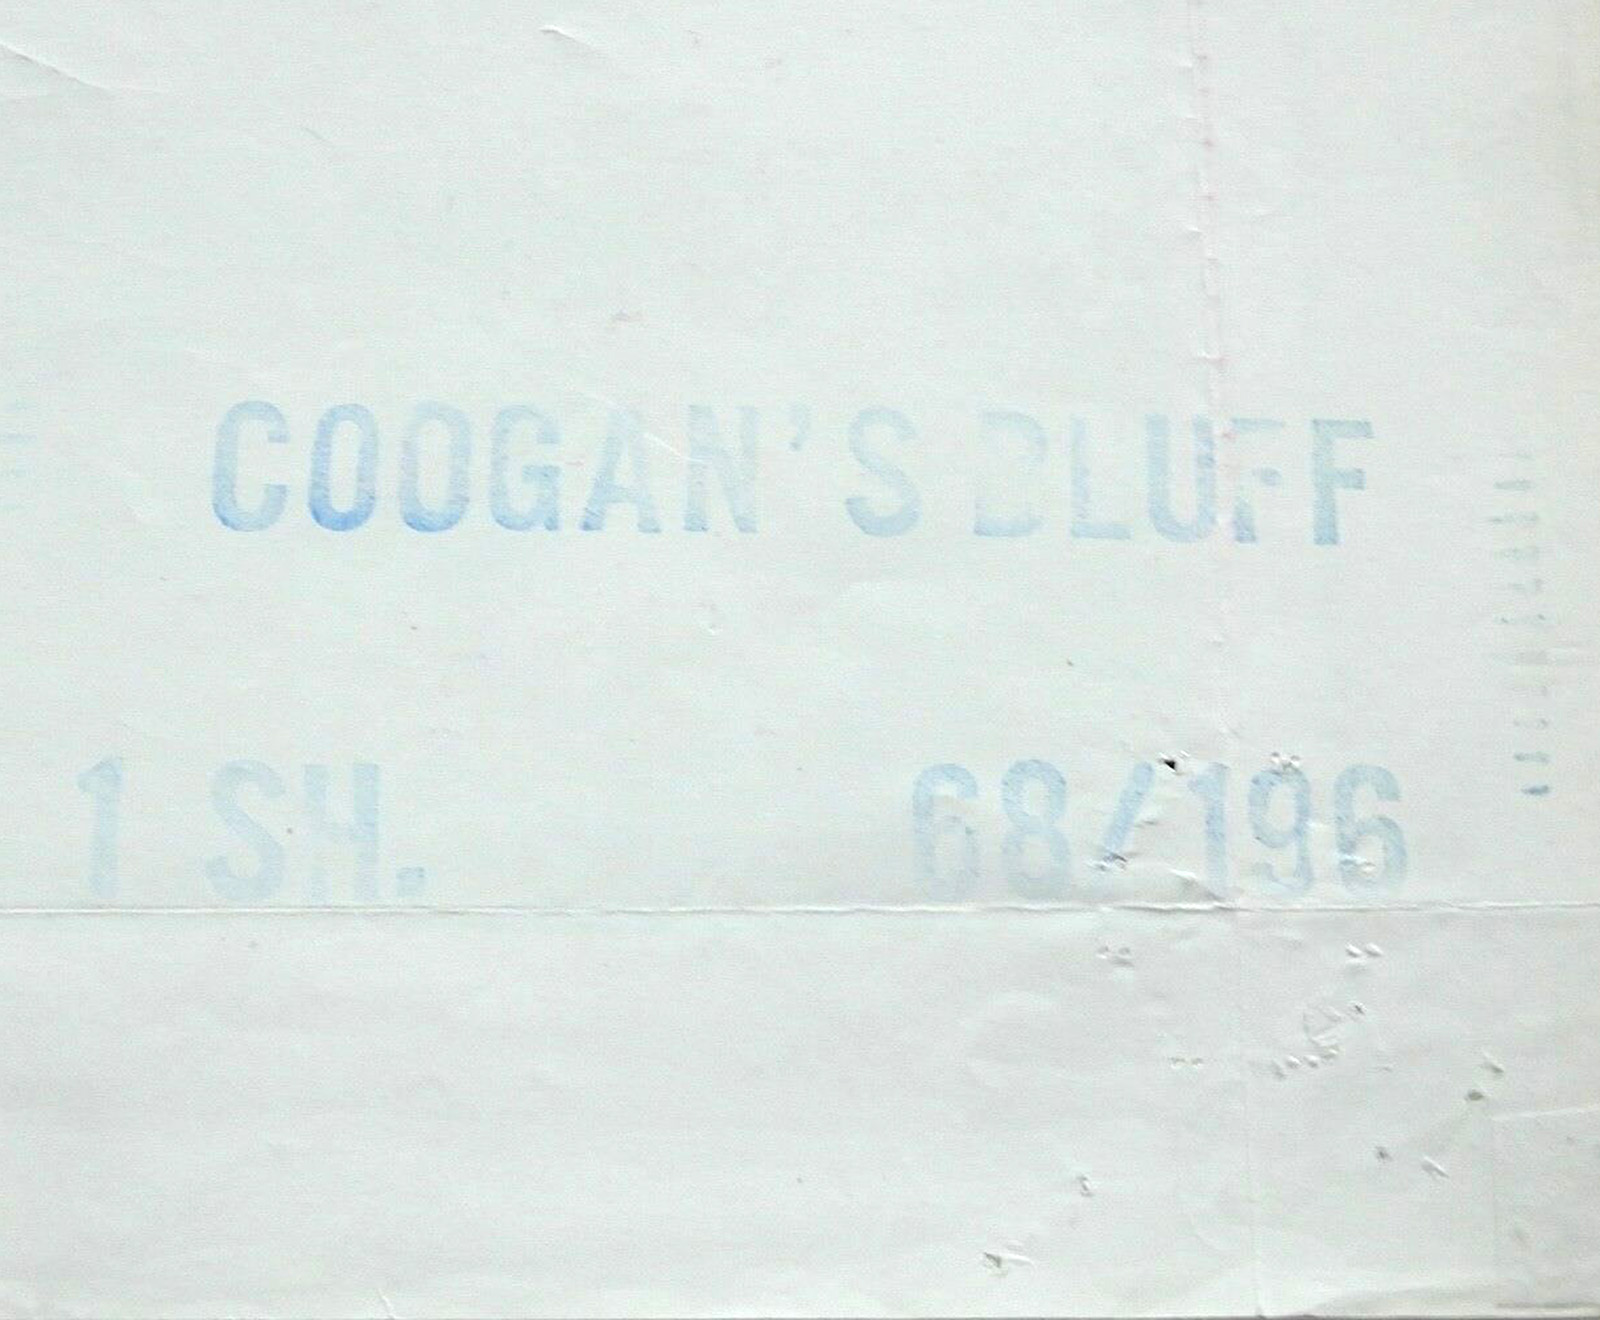 COOGAN'S BLUFF
1 SH. 68/196